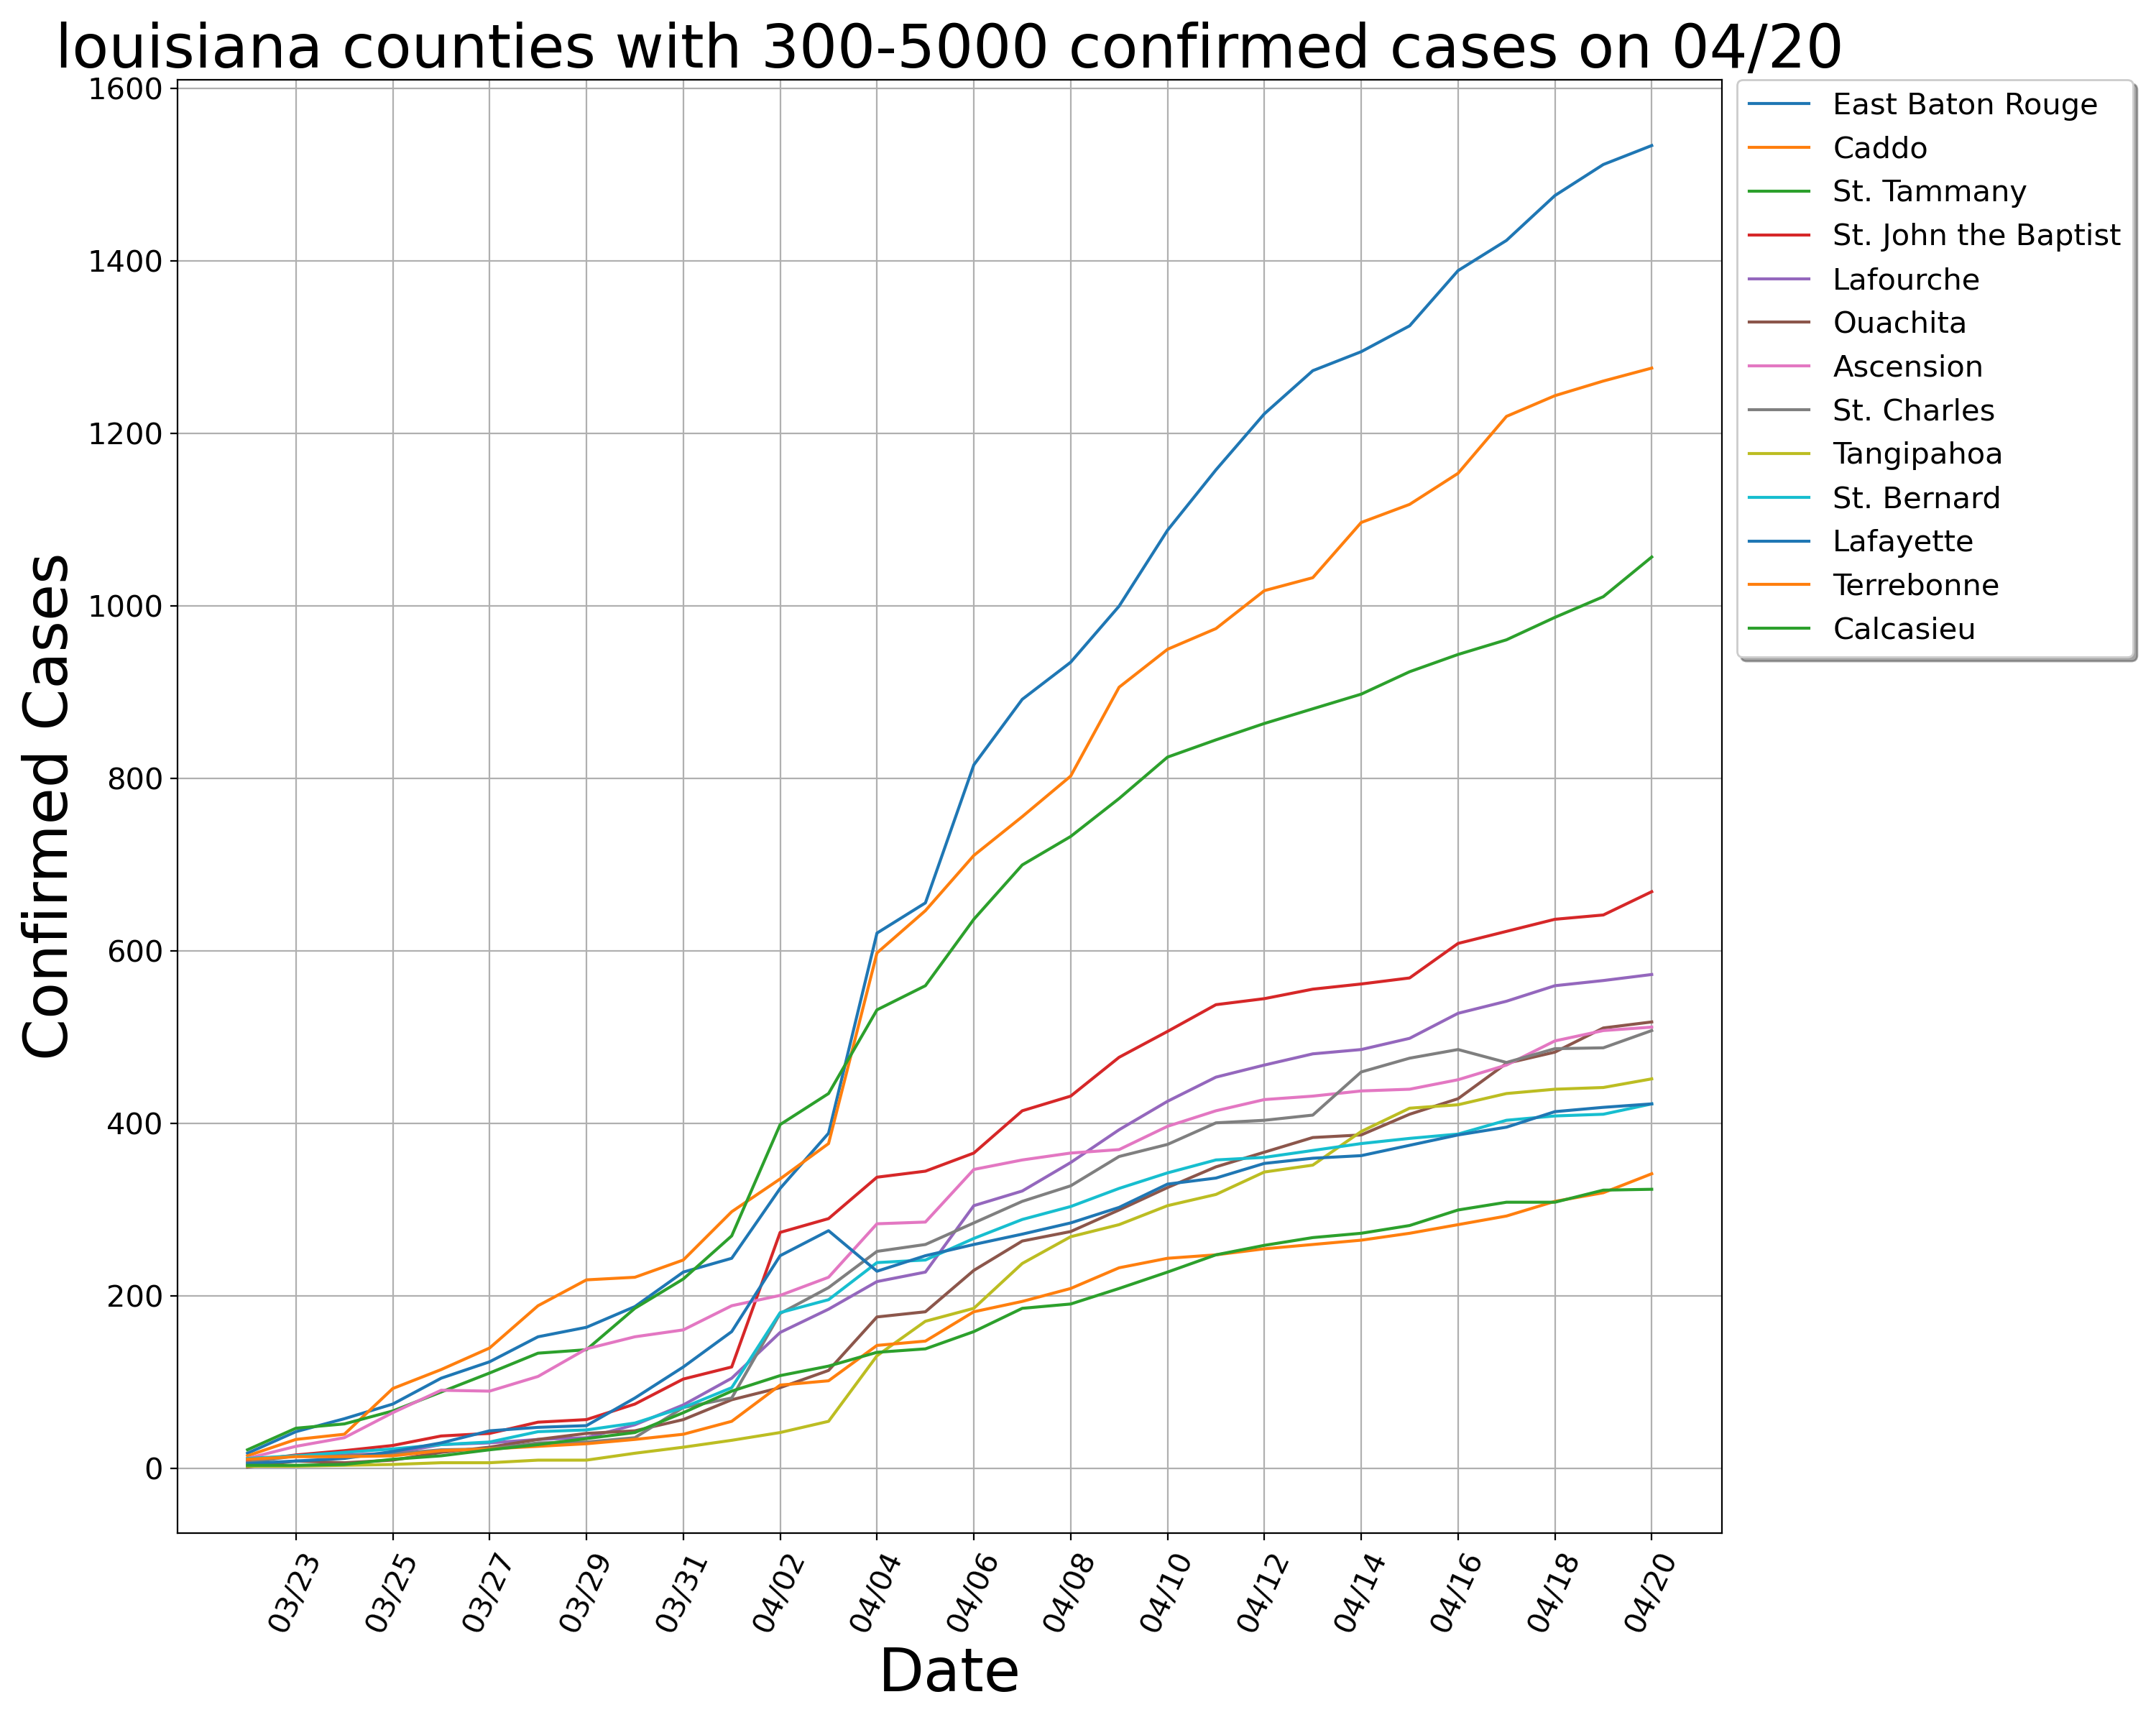 louisiana counties with 300-5000 confirmed cases on 04/20
1600
1400
1200
1000
800
600
400
200
0
Confirmed Cases
03/23
03/25
03/27
03/29
03/31
04/02
04/04
04/06
04/08
04/10
04/12
04/14
04/16
04/18
04/20
Date
East Baton Rouge
Caddo
St. Tammany
St. John the Baptist
Lafourche
Ouachita
Ascension
St. Charles
Tangipahoa
St. Bernard
Lafayette
Terrebonne
Calcasieu